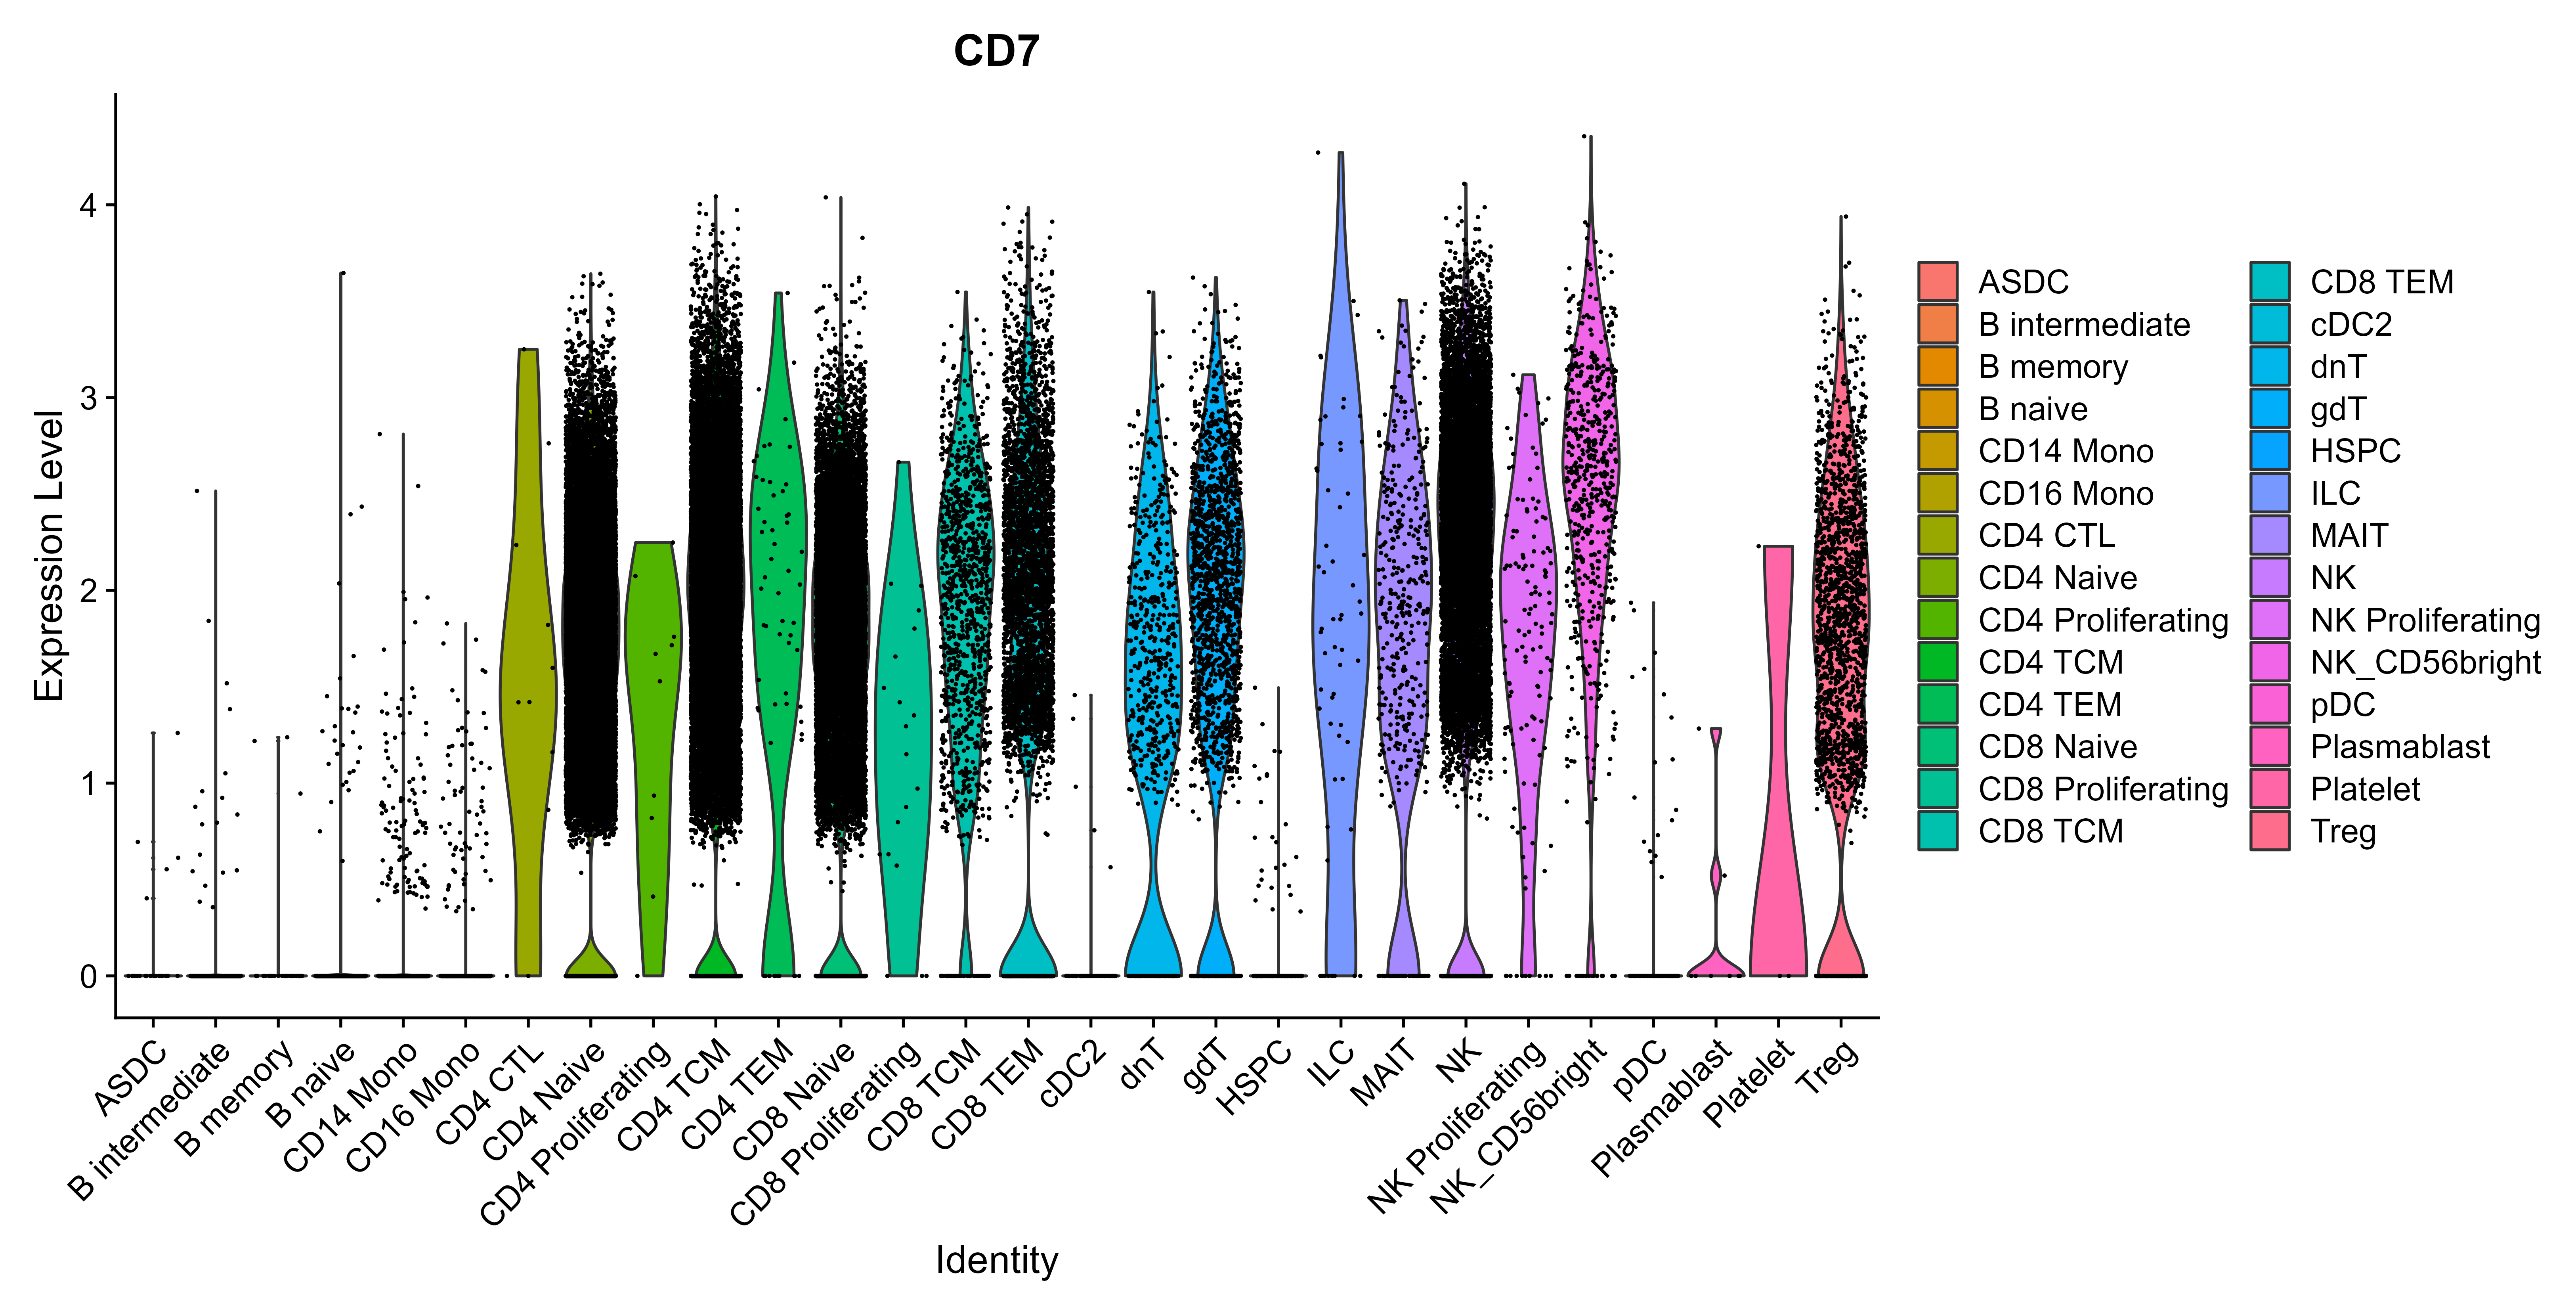 CD7
Expression Level
4
3
2
1
0
ASDC
B intermediate
B memory
B naive
CD14 Mono
CD16 Mono
CD4 CTL
CD4 Naive
CD4 Proliferating
CD4 TCM
CD4 TEM
CD8 Naive
CD8 Proliferating
CD8 TCM
CD8 TEM
cDC2
dnT
gdT
HSPC
ILC
MAIT
NK
NK Proliferating
NK_CD56bright
pDC
Plasmablast
Platelet
Treg
Identity
ASDC
B intermediate
B memory
B naive
CD14 Mono
CD16 Mono
CD4 CTL
CD4 Naive
CD4 Proliferating
CD4 TCM
CD4 TEM
CD8 Naive
CD8 Proliferating
CD8 TCM
CD8 TEM
cDC2
dnT
gdT
HSPC
ILC
MAIT
NK
NK Proliferating
NK_CD56bright
pDC
Plasmablast
Platelet
Treg